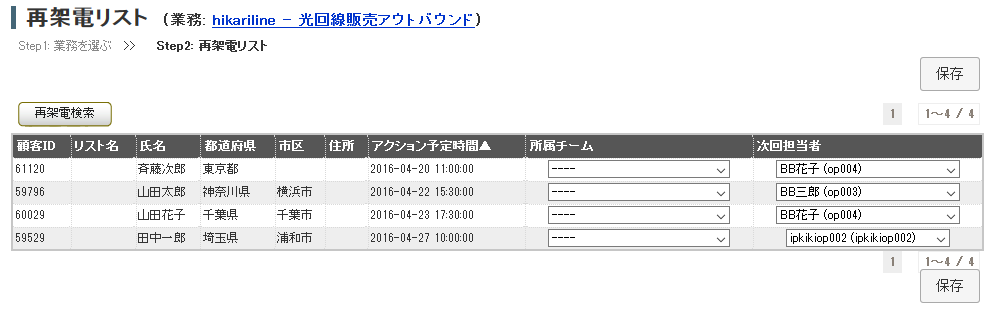 再架電リスト （業務: hikariline － 光回線販売アウトバウンド）
Step1: 業務を選ぶ >> Step2: 再架電リスト
保存
再架電検索 1 1～4 / 4
顧客ID リスト名 氏名 都道府県 市区 住所 アクション予定時間▲ 所属チーム 次回担当者
61120 斉藤次郎 東京都 2016-04-20 11:00:00 ---- BB花子 (op004)
59796 山田太郎 神奈川県 横浜市 2016-04-22 15:30:00 ---- BB三郎 (op003)
60029 山田花子 千葉県 千葉市 2016-04-23 17:30:00 ---- BB花子 (op004)
59529 田中一郎 埼玉県 浦和市 2016-04-27 10:00:00 ---- ipkikiop002 (ipkikiop002)
1 1～4 / 4
保存